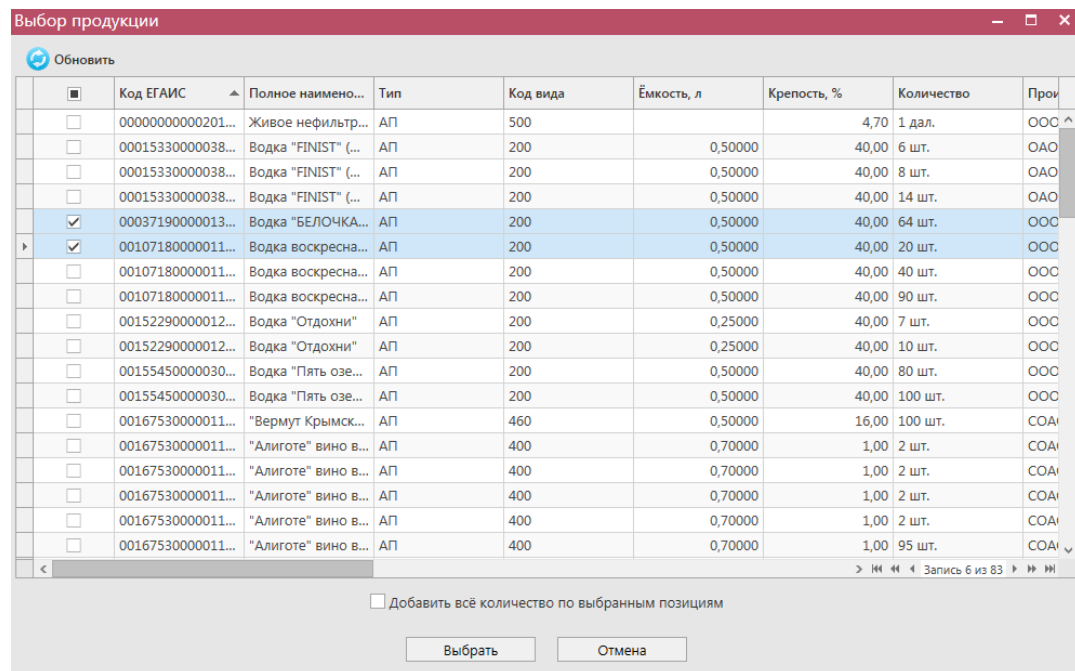 Выбор продукции
Обновить
Код ЕГАИС Полное наимено... Тип Код вида Ёмкость, л Крепость, % Количество Прои
00000000000201... Живое нефильтр... АП 500 4,70 1 дал. ООО
00015330000038... Водка "FINIST" (... АП 200 0,50000 40,00 6 шт. ОАО
00015330000038... Водка "FINIST" (... АП 200 0,50000 40,00 8 шт. ОАО
00015330000038... Водка "FINIST" (... АП 200 0,50000 40,00 14 шт. ОАО
00037190000013... Водка "БЕЛОЧКА... АП 200 0,50000 40,00 64 шт. ООО
00107180000011... Водка воскресна... АП 200 0,50000 40,00 20 шт. ООО
00107180000011... Водка воскресна... АП 200 0,50000 40,00 40 шт. ООО
00107180000011... Водка воскресна... АП 200 0,50000 40,00 90 шт. ООО
00152290000012... Водка "Отдохни" АП 200 0,25000 40,00 7 шт. ООО
00152290000012... Водка "Отдохни" АП 200 0,25000 40,00 10 шт. ООО
00155450000030... Водка "Пять озе... АП 200 0,50000 40,00 80 шт. ООО
00155450000030... Водка "Пять озе... АП 200 0,50000 40,00 100 шт. ООО
00167530000011... "Вермут Крымск... АП 460 0,50000 16,00 100 шт. СОАО
00167530000011... "Алиготе" вино в... АП 400 0,70000 1,00 2 шт. СОАО
00167530000011... "Алиготе" вино в... АП 400 0,70000 1,00 2 шт. СОАО
00167530000011... "Алиготе" вино в... АП 400 0,70000 1,00 2 шт. СОАО
00167530000011... "Алиготе" вино в... АП 400 0,70000 1,00 2 шт. СОАО
00167530000011... "Алиготе" вино в... АП 400 0,70000 1,00 95 шт. СОАО
Запись 6 из 83
Добавить всё количество по выбранным позициям
Выбрать Отмена